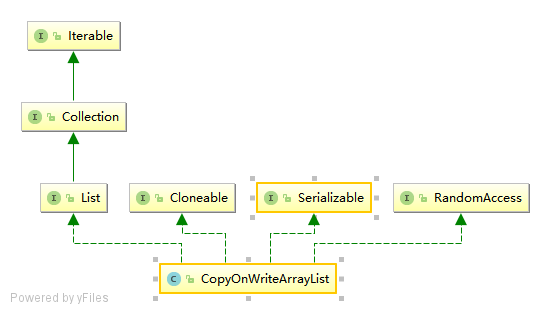 I Iterable
I Collection
I List
I Cloneable
I Serializable
I RandomAccess
C CopyOnWriteArrayList
Powered by yFiles